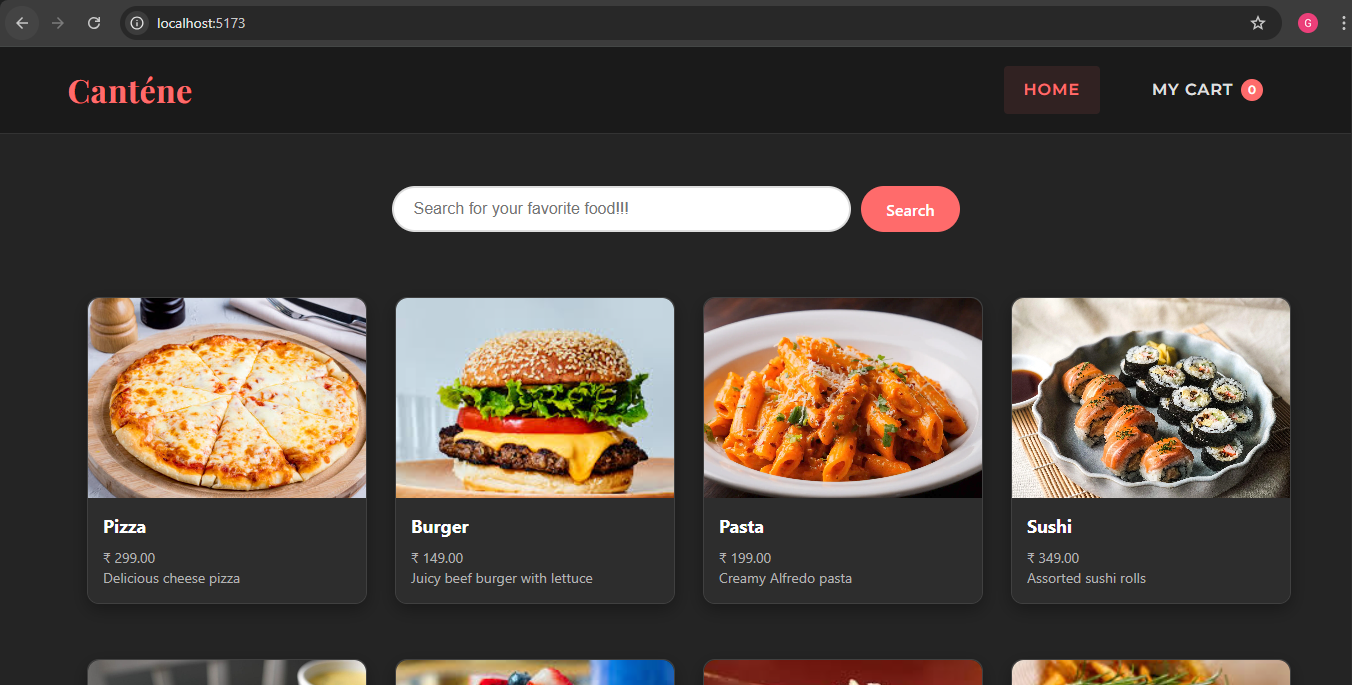 localhost:5173
G
Canténe
HOME
MY CART 0
Search for your favorite food!!!
Search
Pizza
₹ 299.00
Delicious cheese pizza
Burger
₹ 149.00
Juicy beef burger with lettuce
Pasta
₹ 199.00
Creamy Alfredo pasta
Sushi
₹ 349.00
Assorted sushi rolls